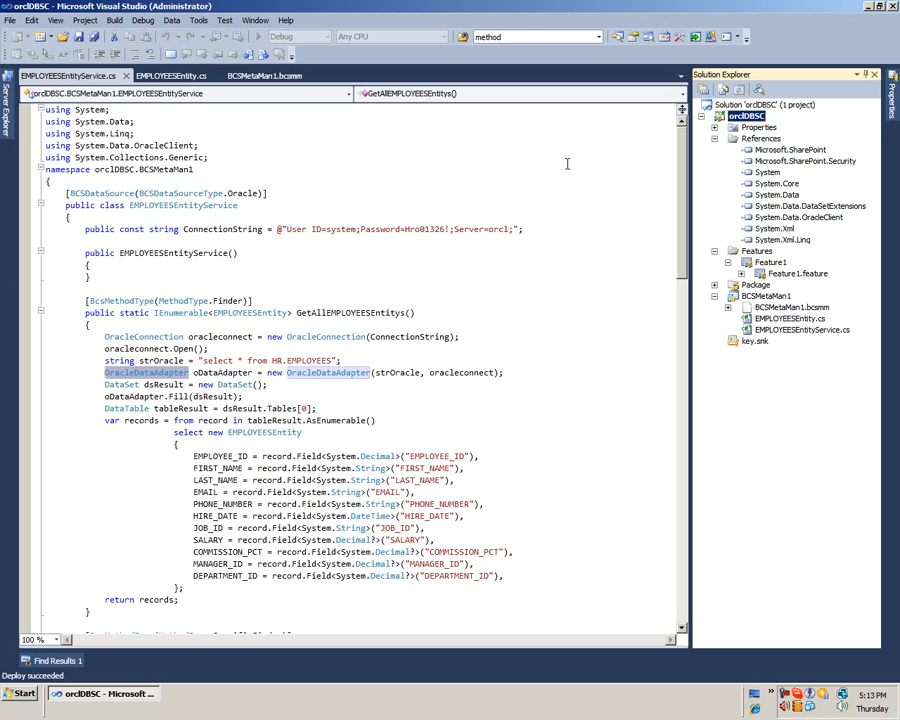 orclDBSC - Microsoft Visual Studio (Administrator)
File Edit View Project Build Debug Data Tools Test Window Help
Debug Any CPU method
EMPLOYEESEntityService.cs EMPLOYEESEntity.cs BCSMetaMan1.bcsmm
orclDBSC.BCSMetaMan1.EMPLOYEESEntityService GetAllEMPLOYEESEntitys()
using System;
using System.Data;
using System.Linq;
using System.Data.OracleClient;
using System.Collections.Generic;
namespace orclDBSC.BCSMetaMan1
{
[BCSDataSource(BCSDataSourceType.Oracle)]
public class EMPLOYEESEntityService
{
public const string ConnectionString = @"User ID=system;Password=Hro01326!;Server=orcl;";
public EMPLOYEESEntityService()
{
}
[BcsMethodType(MethodType.Finder)]
public static IEnumerable<EMPLOYEESEntity> GetAllEMPLOYEESEntitys()
{
OracleConnection oracleconnect = new OracleConnection(ConnectionString);
oracleconnect.Open();
string strOracle = "select * from HR.EMPLOYEES";
OracleDataAdapter oDataAdapter = new OracleDataAdapter(strOracle, oracleconnect);
DataSet dsResult = new DataSet();
oDataAdapter.Fill(dsResult);
DataTable tableResult = dsResult.Tables[0];
var records = from record in tableResult.AsEnumerable()
select new EMPLOYEESEntity
{
EMPLOYEE_ID = record.Field<System.Decimal>("EMPLOYEE_ID"),
FIRST_NAME = record.Field<System.String>("FIRST_NAME"),
LAST_NAME = record.Field<System.String>("LAST_NAME"),
EMAIL = record.Field<System.String>("EMAIL"),
PHONE_NUMBER = record.Field<System.String>("PHONE_NUMBER"),
HIRE_DATE = record.Field<System.DateTime>("HIRE_DATE"),
JOB_ID = record.Field<System.String>("JOB_ID"),
SALARY = record.Field<System.Decimal?>("SALARY"),
COMMISSION_PCT = record.Field<System.Decimal?>("COMMISSION_PCT"),
MANAGER_ID = record.Field<System.Decimal?>("MANAGER_ID"),
DEPARTMENT_ID = record.Field<System.Decimal?>("DEPARTMENT_ID"),
};
return records;
}
100 %
Server Explorer
Solution Explorer
Solution 'orclDBSC' (1 project)
orclDBSC
Properties
References
Microsoft.SharePoint
Microsoft.SharePoint.Security
System
System.Core
System.Data
System.Data.DataSetExtensions
System.Data.OracleClient
System.Xml
System.Xml.Linq
Features
Feature1
Feature1.feature
Package
BCSMetaMan1
BCSMetaMan1.bcsmm
EMPLOYEESEntity.cs
EMPLOYEESEntityService.cs
key.snk
Properties
Find Results 1
Deploy succeeded
Start
orclDBSC - Microsoft ...
5:13 PM
Thursday